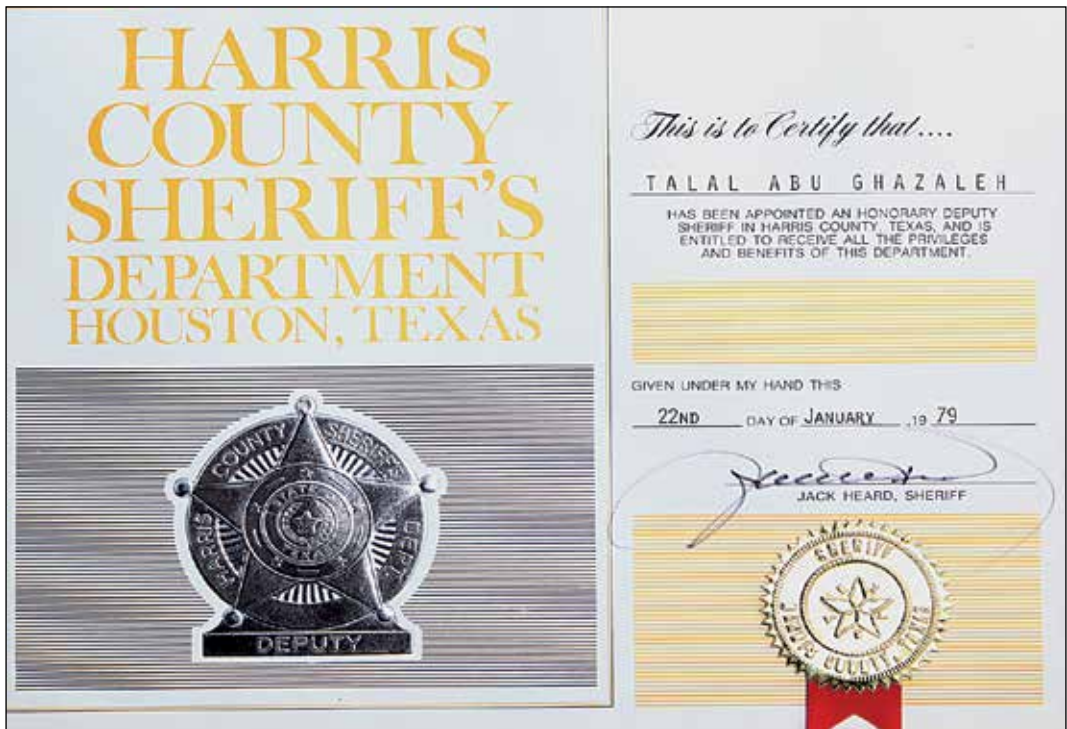 HARRIS
COUNTY
SHERIFF'S
DEPARTMENT
HOUSTON, TEXAS
COUNTY SHERIFF'S
HARRIS DEPT
STATE
TEXAS
DEPUTY
This is to Certify that....
TALAL ABU GHAZALEH
HAS BEEN APPOINTED AN HONORARY DEPUTY
SHERIFF IN HARRIS COUNTY, TEXAS, AND IS
ENTITLED TO RECEIVE ALL THE PRIVILEGES
AND BENEFITS OF THIS DEPARTMENT.
GIVEN UNDER MY HAND THIS
22ND DAY OF JANUARY , 19 79
JACK HEARD, SHERIFF
SHERIFF